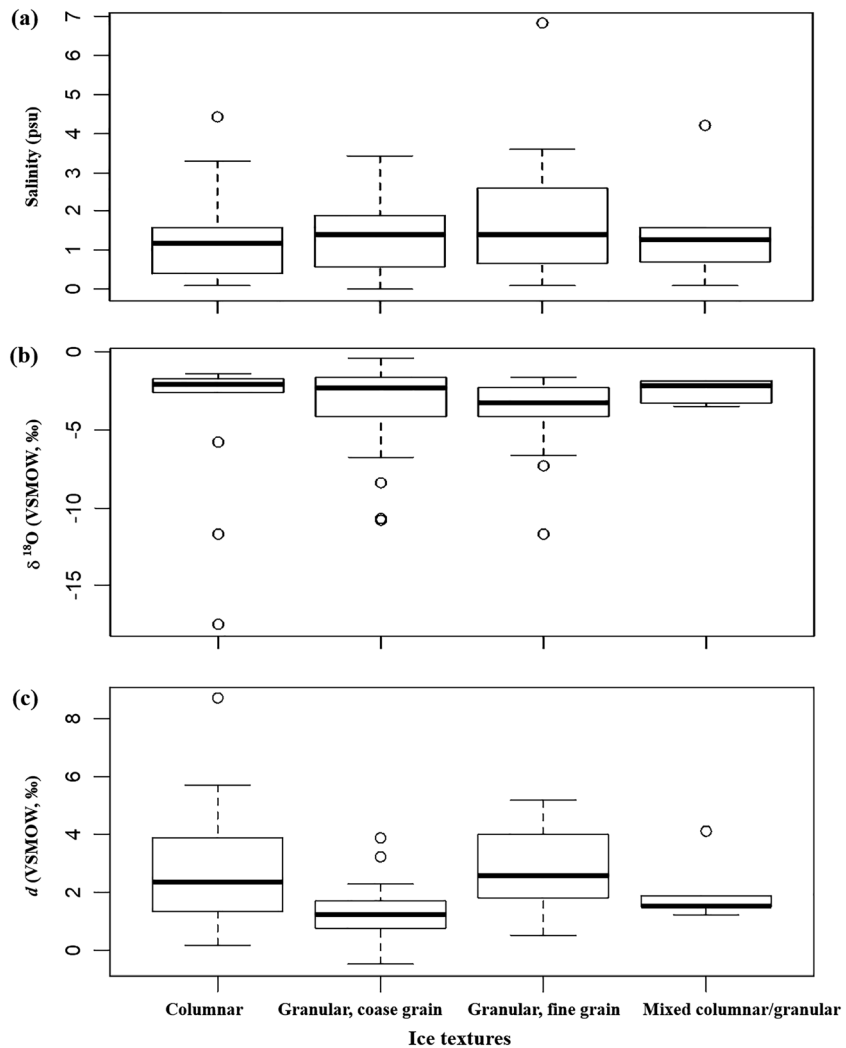 (a)
Salinity (psu)
7
6
5
4
3
2
1
0
(b)
δ 18O (VSMOW, ‰)
0
-5
-10
-15
(c)
d (VSMOW, ‰)
8
6
4
2
0
Columnar
Granular, coase grain
Granular, fine grain
Mixed columnar/granular
Ice textures